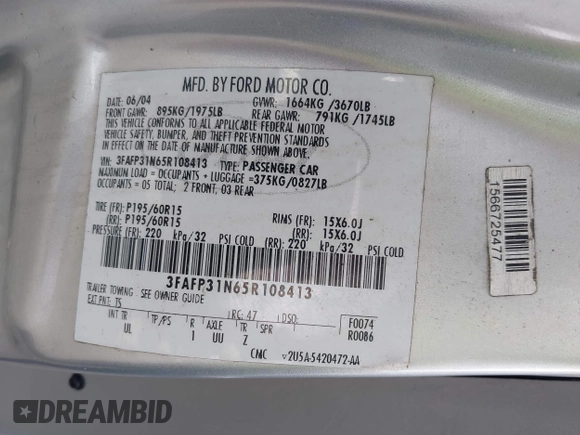 MFD. BY FORD MOTOR CO.
DATE: 06/04 GVWR: 1664KG /3670LB
FRONT GAWR: 895KG/1975LB REAR GAWR: 791KG /1745LB
THIS VEHICLE CONFORMS TO ALL APPLICABLE FEDERAL MOTOR
VEHICLE SAFETY, BUMPER, AND THEFT PREVENTION STANDARDS
IN EFFECT ON THE DATE OF MANUFACTURE SHOWN ABOVE.
VIN: 3FAFP31N65R108413 TYPE: PASSENGER CAR
MAXIMUM LOAD = OCCUPANTS + LUGGAGE =375KG/0827LB
OCCUPANTS = 05 TOTAL: 2 FRONT, 03 REAR
TIRE (FR): P195/60R15 RIMS (FR): 15X6.0J
(RR): P195/60R15 (RR): 15X6.0J
PRESSURE (FR): 220 kPa/32 PSI COLD (RR): 220 kPa/32 PSI COLD
3FAFP31N65R108413
TRAILER TOWING - SEE OWNER GUIDE
EXT PNT: TS RC: 47 DSO: F0074
INT TR TP/PS R AXLE TR SPR R0086
UL 1 UU Z
CMC 2U5A-5420472-AA
1566725477
DREAMBID